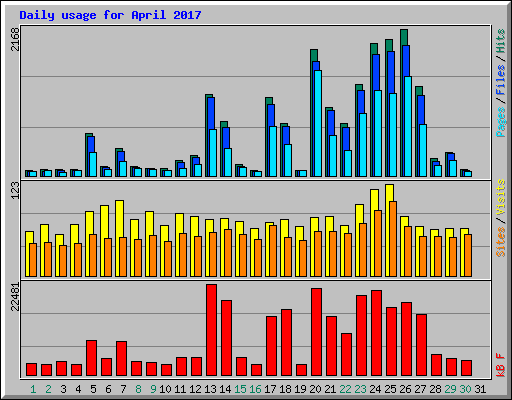 Daily usage for April 2017
2168
Pages / Files / Hits
123
Sites / Visits
22481
kB F
1 2 3 4 5 6 7 8 9 10 11 12 13 14 15 16 17 18 19 20 21 22 23 24 25 26 27 28 29 30 31